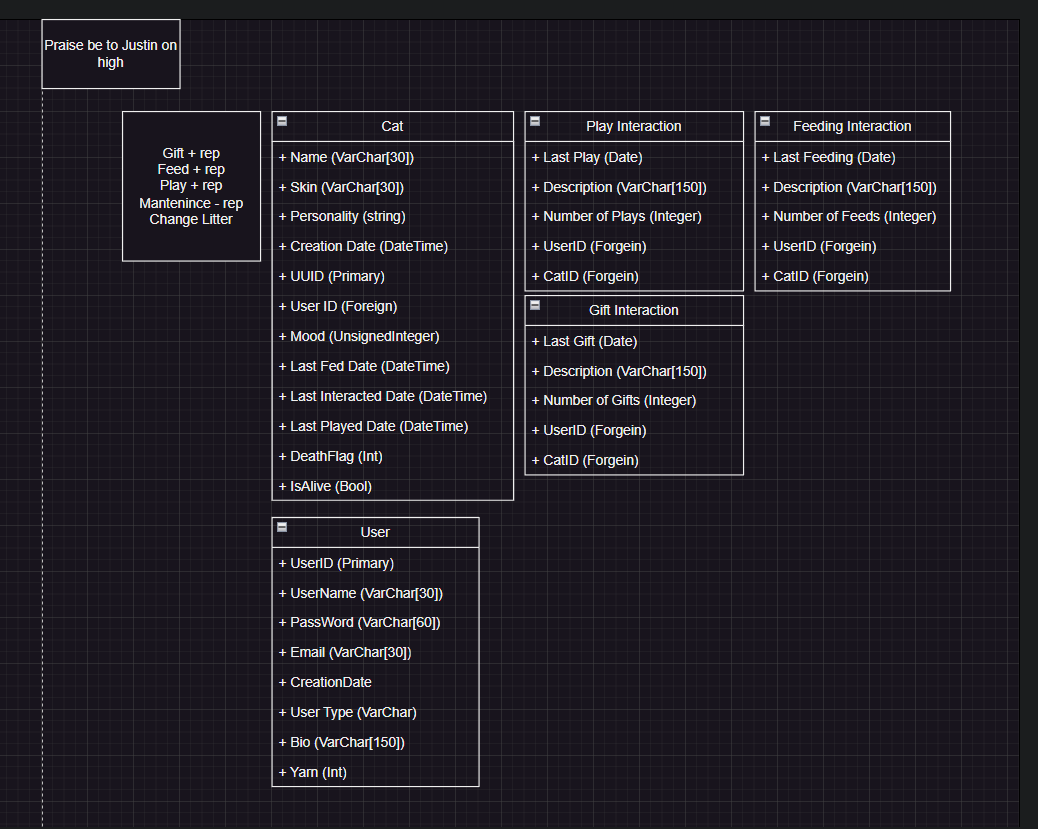 Praise be to Justin on
high
Gift + rep
Feed + rep
Play + rep
Mantenince - rep
Change Litter
Cat
+ Name (VarChar[30])
+ Skin (VarChar[30])
+ Personality (string)
+ Creation Date (DateTime)
+ UUID (Primary)
+ User ID (Foreign)
+ Mood (UnsignedInteger)
+ Last Fed Date (DateTime)
+ Last Interacted Date (DateTime)
+ Last Played Date (DateTime)
+ DeathFlag (Int)
+ IsAlive (Bool)
Play Interaction
+ Last Play (Date)
+ Description (VarChar[150])
+ Number of Plays (Integer)
+ UserID (Forgein)
+ CatID (Forgein)
Feeding Interaction
+ Last Feeding (Date)
+ Description (VarChar[150])
+ Number of Feeds (Integer)
+ UserID (Forgein)
+ CatID (Forgein)
Gift Interaction
+ Last Gift (Date)
+ Description (VarChar[150])
+ Number of Gifts (Integer)
+ UserID (Forgein)
+ CatID (Forgein)
User
+ UserID (Primary)
+ UserName (VarChar[30])
+ PassWord (VarChar[60])
+ Email (VarChar[30])
+ CreationDate
+ User Type (VarChar)
+ Bio (VarChar[150])
+ Yarn (Int)